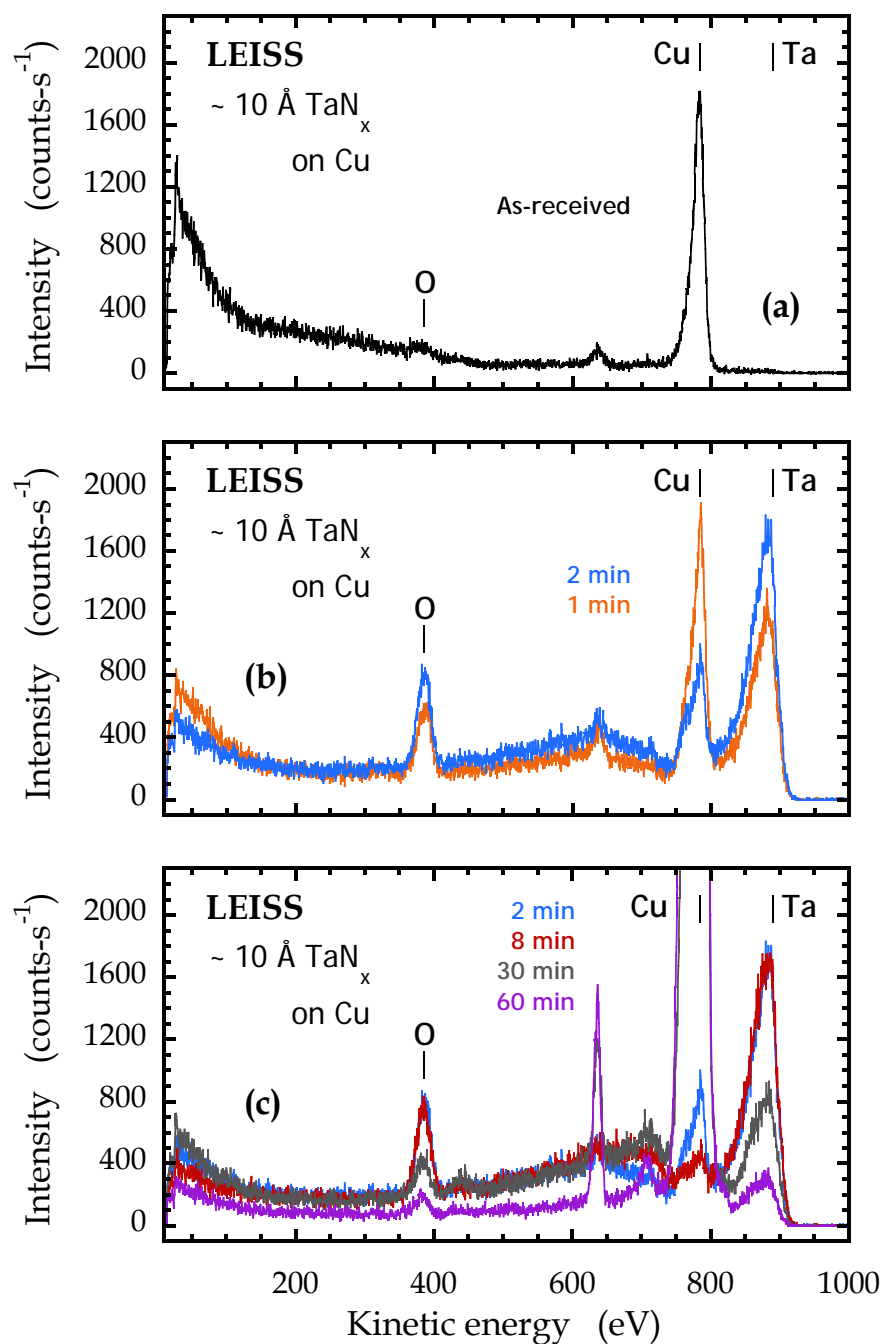 LEISS
~ 10 Å TaNx
on Cu
Cu
Ta
As-received
O
(a)
Intensity (counts-s-1)
2000
1600
1200
800
400
0
LEISS
~ 10 Å TaNx
on Cu
Cu
Ta
2 min
1 min
O
(b)
Intensity (counts-s-1)
2000
1600
1200
800
400
0
LEISS
~ 10 Å TaNx
on Cu
2 min
8 min
30 min
60 min
Cu
Ta
O
(c)
Intensity (counts-s-1)
2000
1600
1200
800
400
0
200 400 600 800 1000
Kinetic energy (eV)